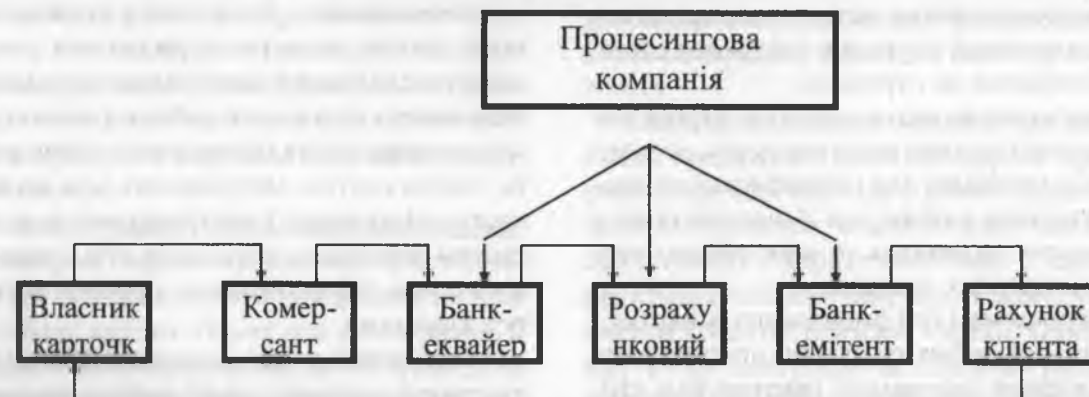 Процесингова
компанія
Власник
карточк
Комер-
сант
Банк-
еквайер
Розраху
нковий
Банк-
емітент
Рахунок
клієнта